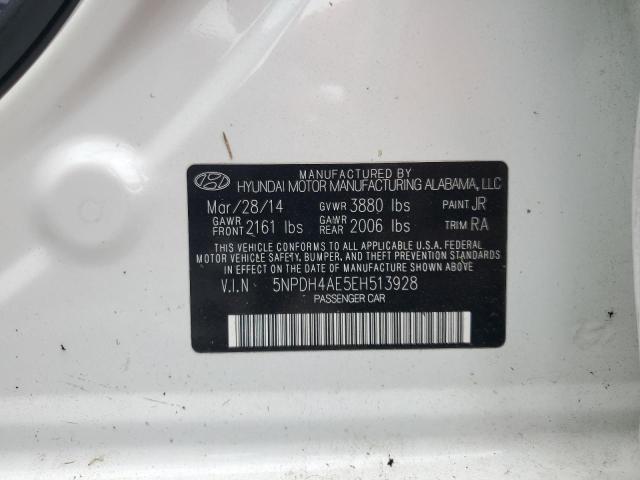 MANUFACTURED BY
HYUNDAI MOTOR MANUFACTURING ALABAMA, LLC
Mar/28/14 GVWR 3880 lbs PAINT JR
GAWR FRONT 2161 lbs GAWR REAR 2006 lbs TRIM RA
THIS VEHICLE CONFORMS TO ALL APPLICABLE U.S.A. FEDERAL
MOTOR VEHICLE SAFETY, BUMPER, AND THEFT PREVENTION STANDARDS
IN EFFECT ON THE DATE OF MANUFACTURE SHOWN ABOVE.
V.I.N 5NPDH4AE5EH513928
PASSENGER CAR